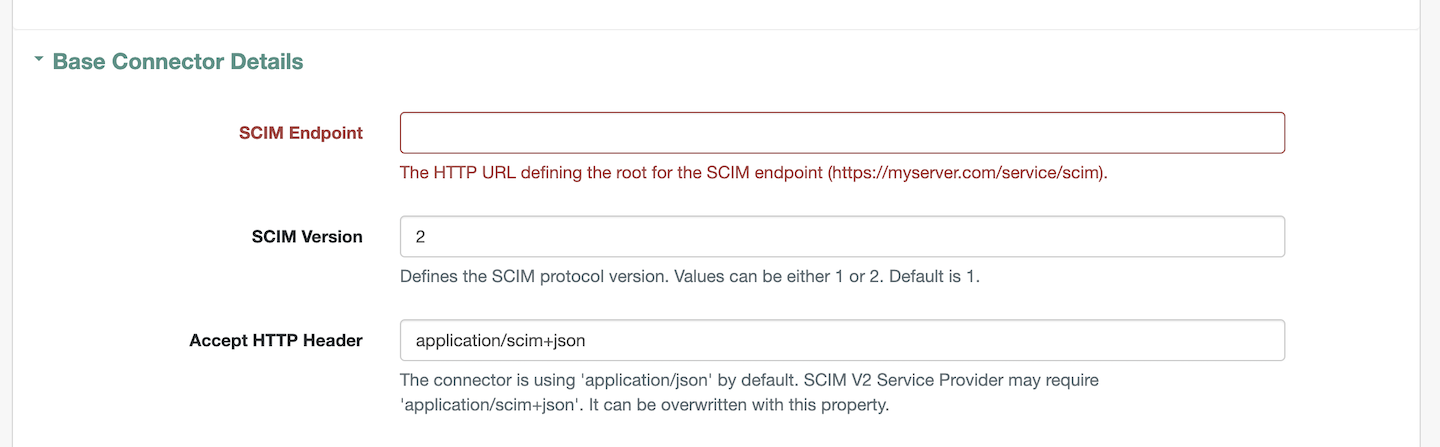 Base Connector Details
SCIM Endpoint
The HTTP URL defining the root for the SCIM endpoint (https://myserver.com/service/scim).
SCIM Version
2
Defines the SCIM protocol version. Values can be either 1 or 2. Default is 1.
Accept HTTP Header
application/scim+json
The connector is using 'application/json' by default. SCIM V2 Service Provider may require
'application/scim+json'. It can be overwritten with this property.